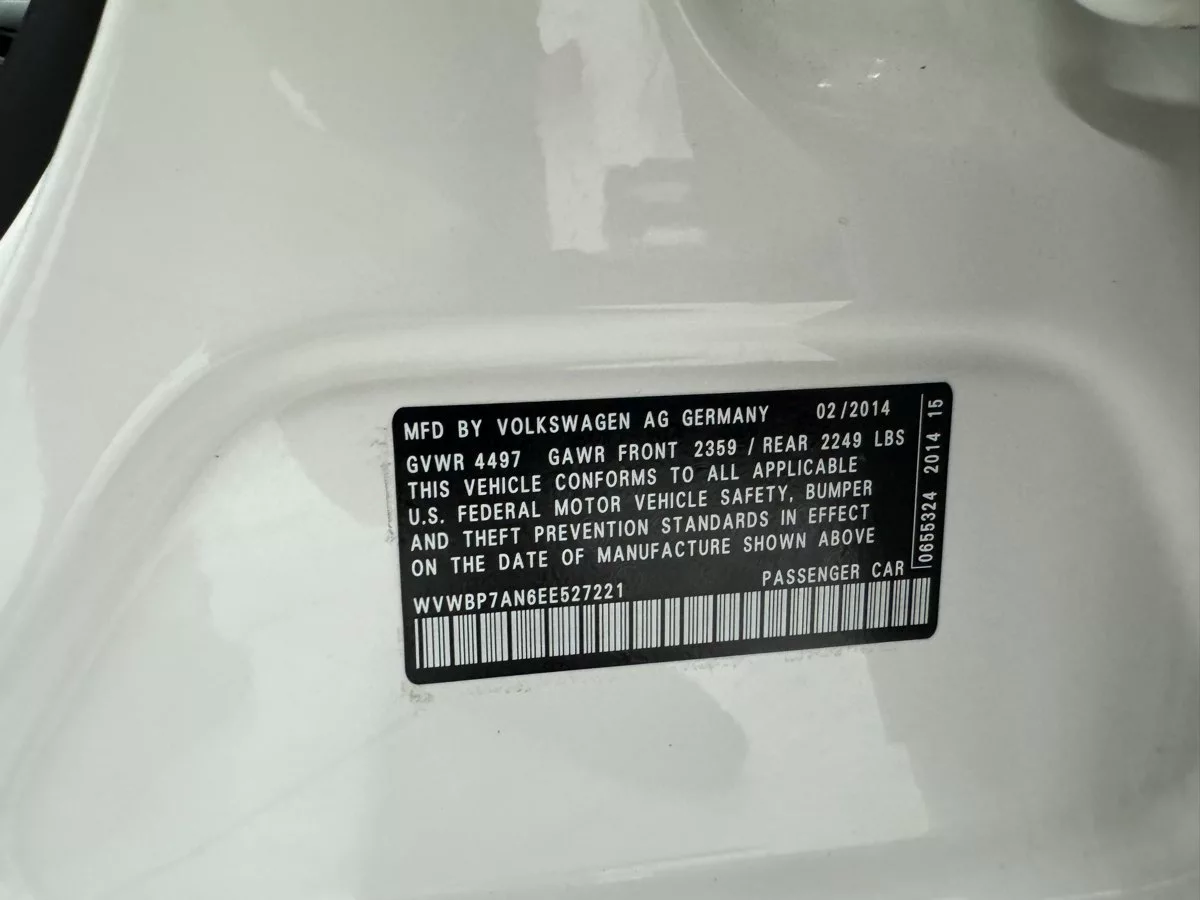 MFD BY VOLKSWAGEN AG GERMANY 02/2014
GVWR 4497 GAWR FRONT 2359 / REAR 2249 LBS
THIS VEHICLE CONFORMS TO ALL APPLICABLE
U.S. FEDERAL MOTOR VEHICLE SAFETY, BUMPER
AND THEFT PREVENTION STANDARDS IN EFFECT
ON THE DATE OF MANUFACTURE SHOWN ABOVE
WVWBP7AN6EE527221 PASSENGER CAR
0655324 2014 15